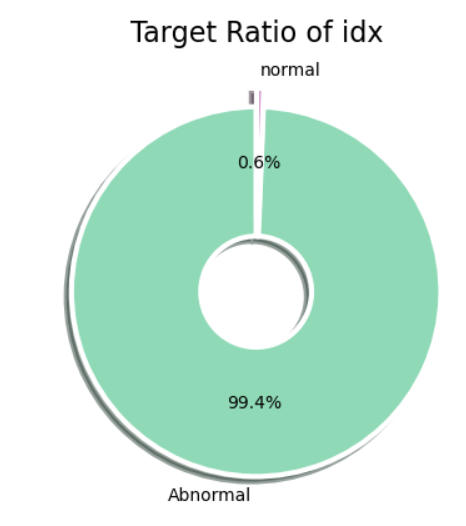 Target Ratio of idx
normal
0.6%
99.4%
Abnormal